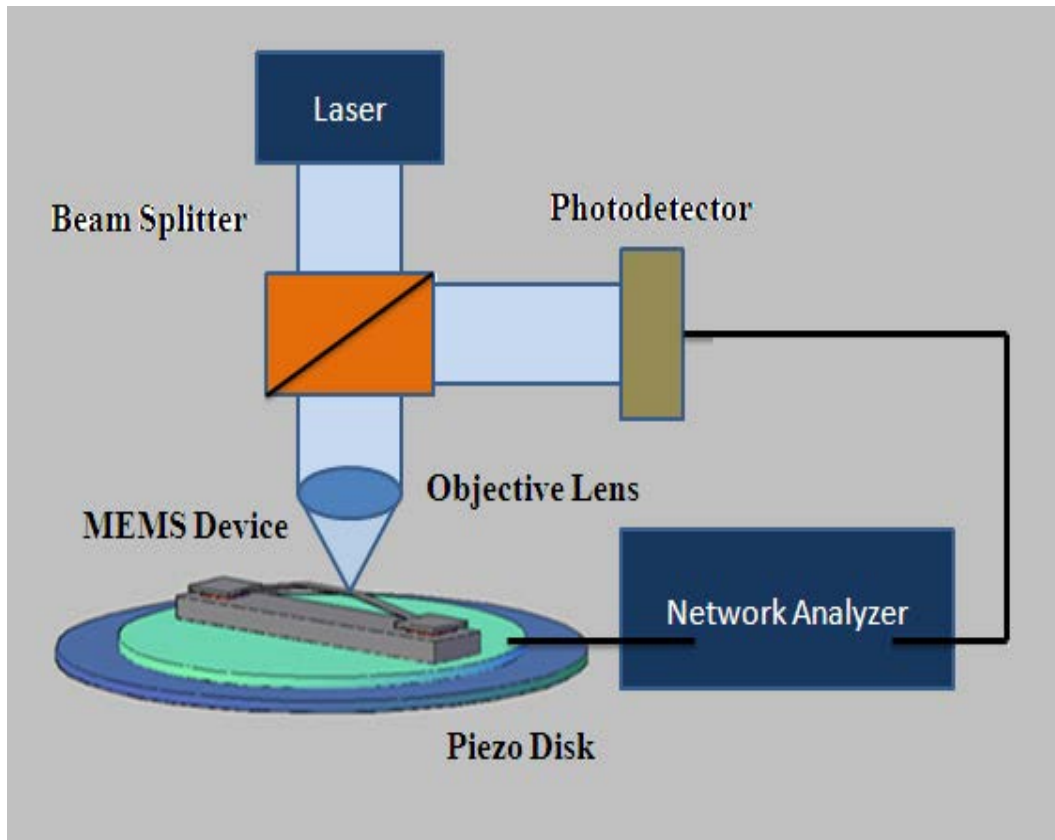 Laser
Beam Splitter
Photodetector
Objective Lens
MEMS Device
Network Analyzer
Piezo Disk